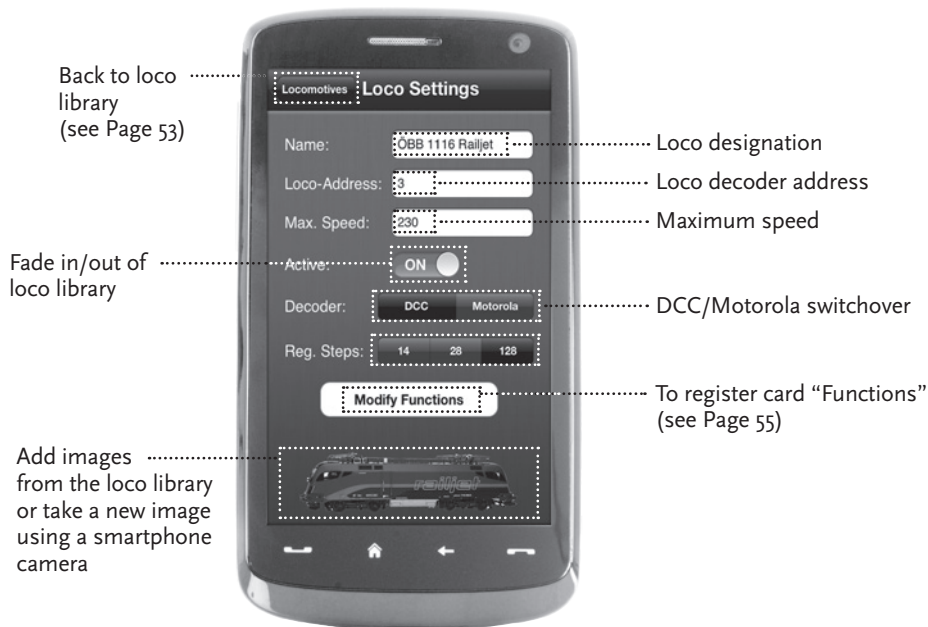 Back to loco
library
(see Page 53)
Fade in/out of
loco library
Add images
from the loco library
or take a new image
using a smartphone
camera
Locomotives Loco Settings
Name: ÖBB 1116 Railjet
Loco-Address: 3
Max. Speed: 230
Active: ON
Decoder: DCC Motorola
Reg. Steps: 14 28 128
Modify Functions
railjet
Loco designation
Loco decoder address
Maximum speed
DCC/Motorola switchover
To register card “Functions”
(see Page 55)